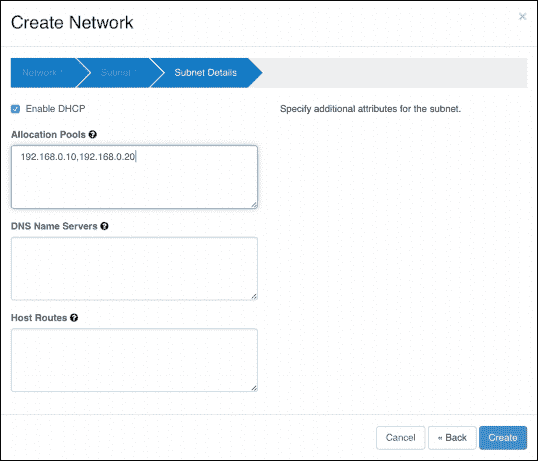 Create Network
×
Network *
Subnet *
Subnet Details
Enable DHCP
Specify additional attributes for the subnet.
Allocation Pools ?
192.168.0.10,192.168.0.20
DNS Name Servers ?
Host Routes ?
Cancel
« Back
Create